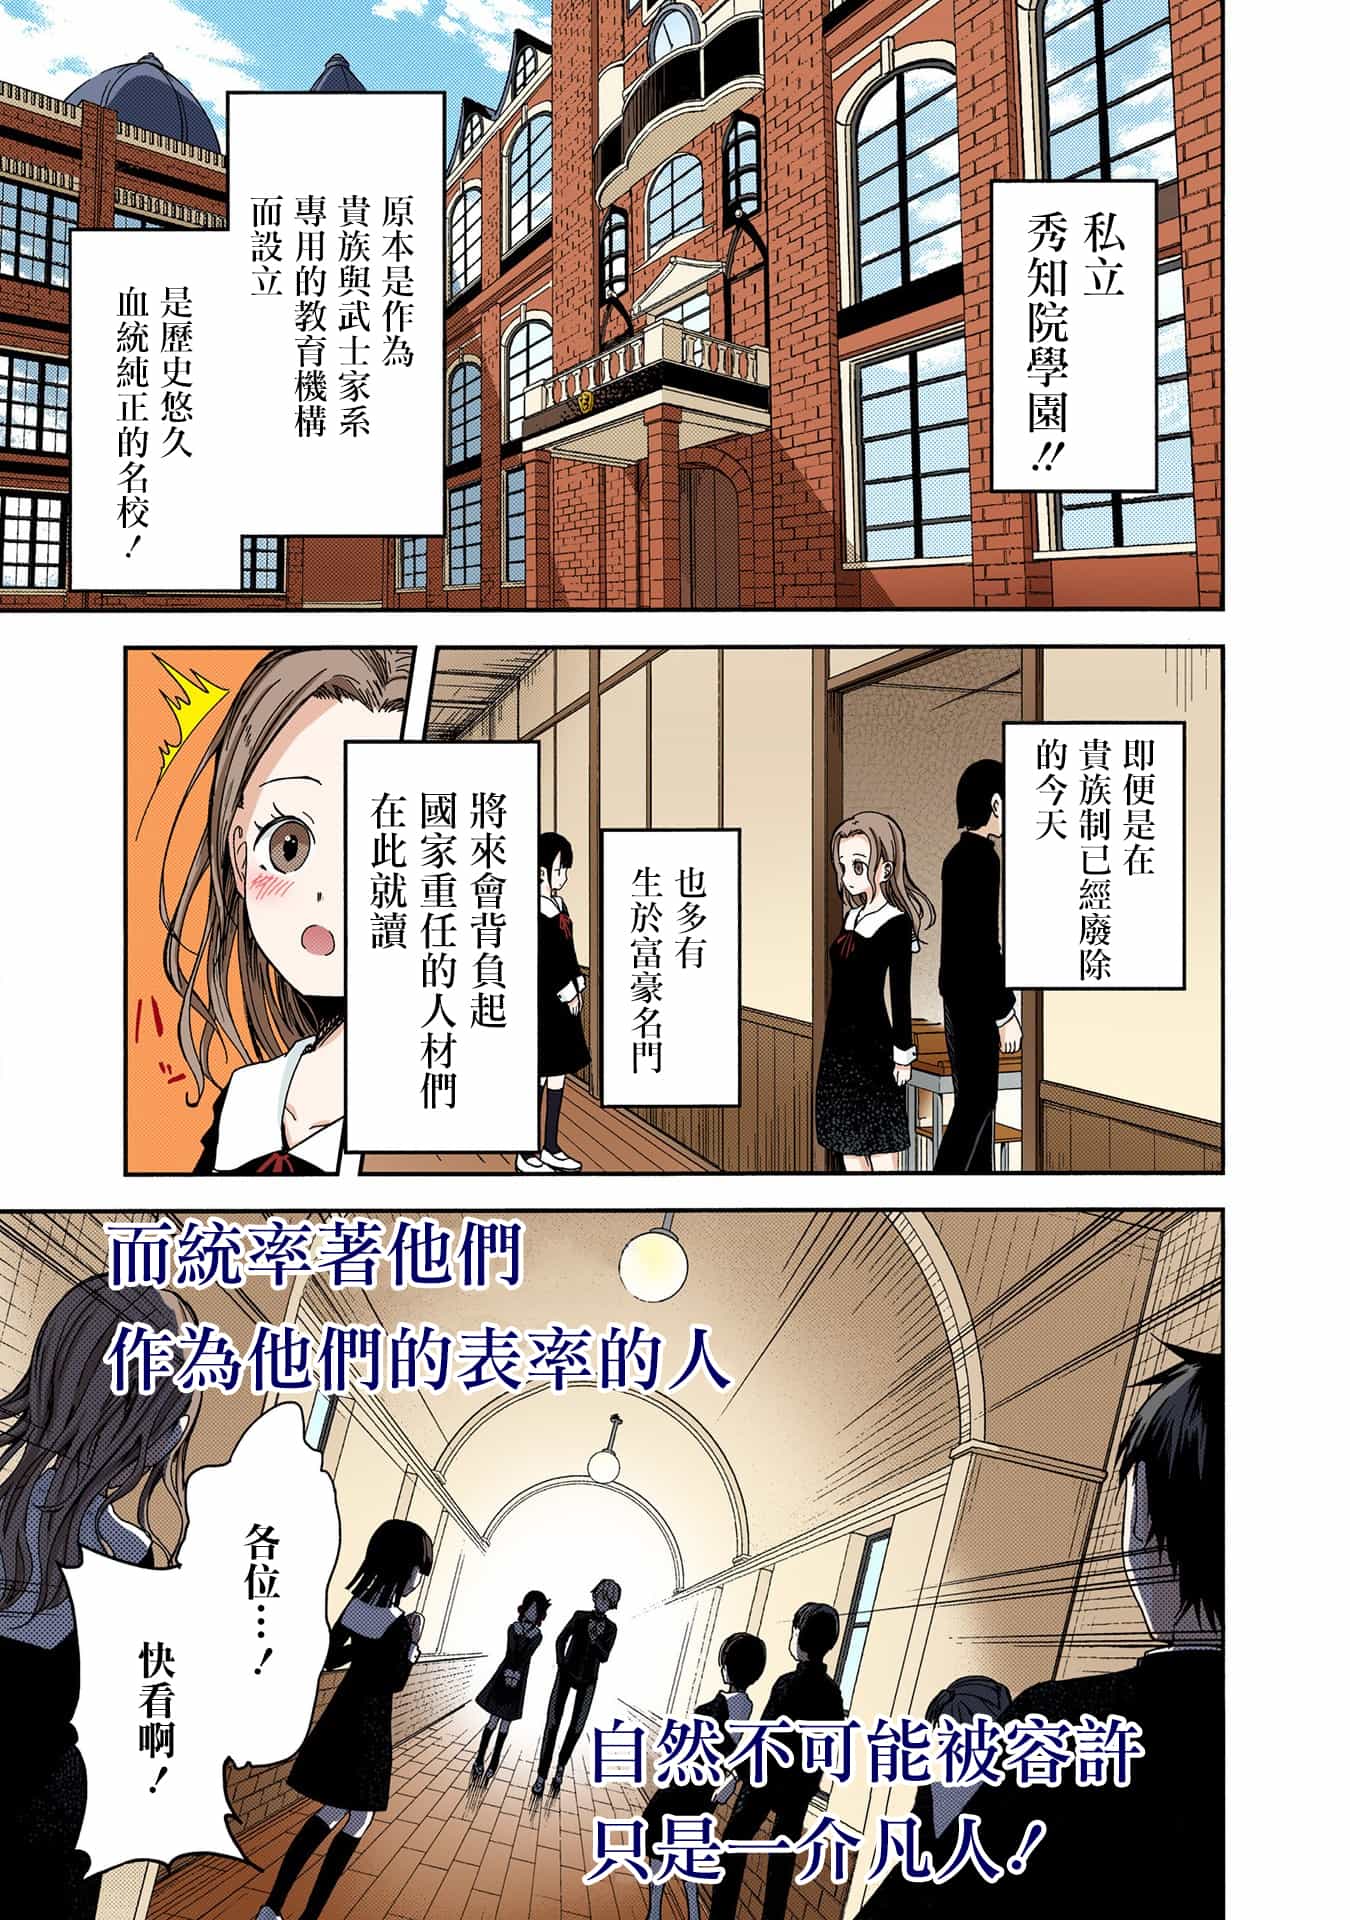 私立
秀知院學園!!
原本是作為
貴族與武士家系
專用的教育機構
而設立
是歷史悠久
血統純正的名校！
即便是在
貴族制已經廢除
的今天
也多有
生於富豪名門
將來會背負起
國家重任的人材們
在此就讀
バッ
而統率著他們
作為他們的表率的人
各位…！
快看啊！
自然不可能被容許
只是一介凡人！